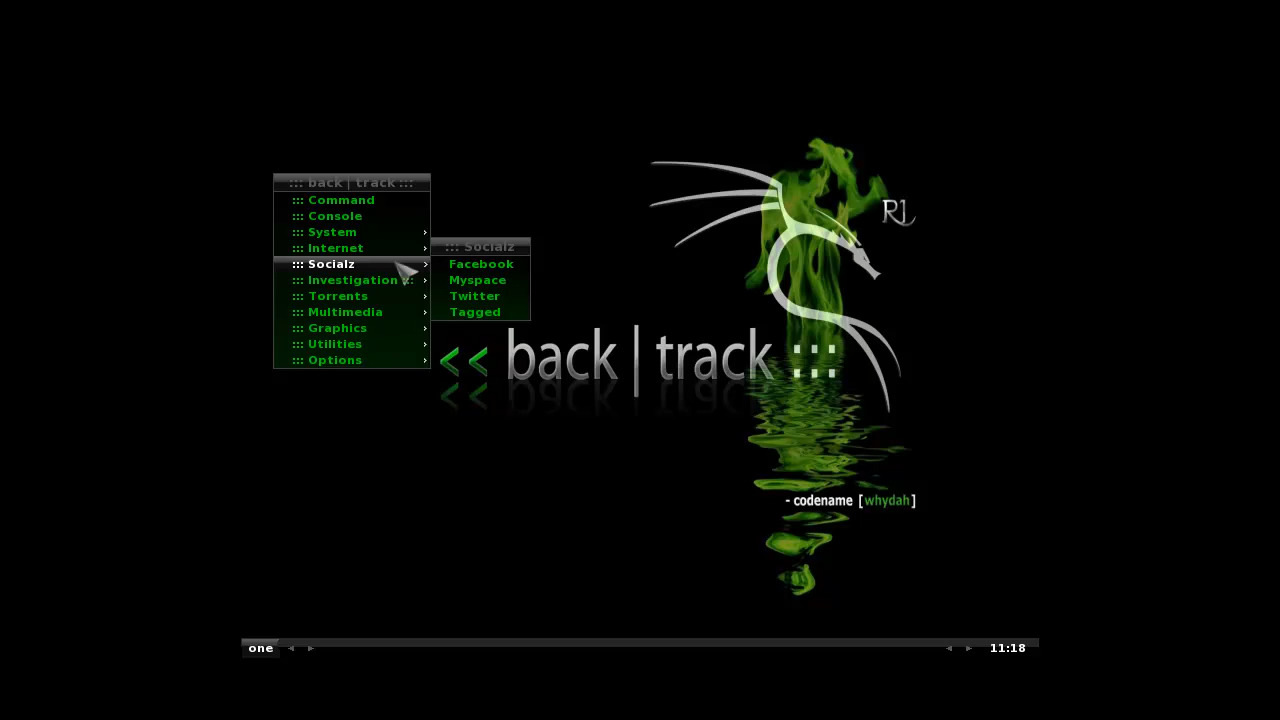 ::: back | track :::
::: Command
::: Console
::: System ›
::: Internet ›
::: Socialz ›
::: Investigation ::: ›
::: Torrents ›
::: Multimedia ›
::: Graphics ›
::: Utilities ›
::: Options ›
::: Socialz
Facebook
Myspace
Twitter
Tagged
R1
<< back | track :::
- codename [whydah]
one
11:18